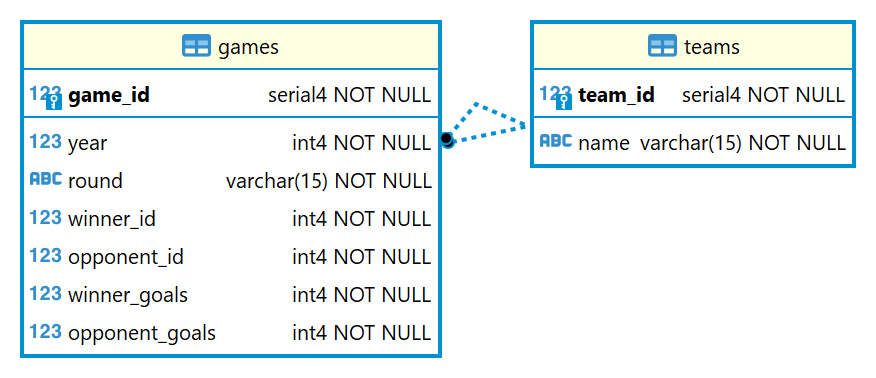 games
123 game_id serial4 NOT NULL
123 year int4 NOT NULL
ABC round varchar(15) NOT NULL
123 winner_id int4 NOT NULL
123 opponent_id int4 NOT NULL
123 winner_goals int4 NOT NULL
123 opponent_goals int4 NOT NULL
teams
123 team_id serial4 NOT NULL
ABC name varchar(15) NOT NULL